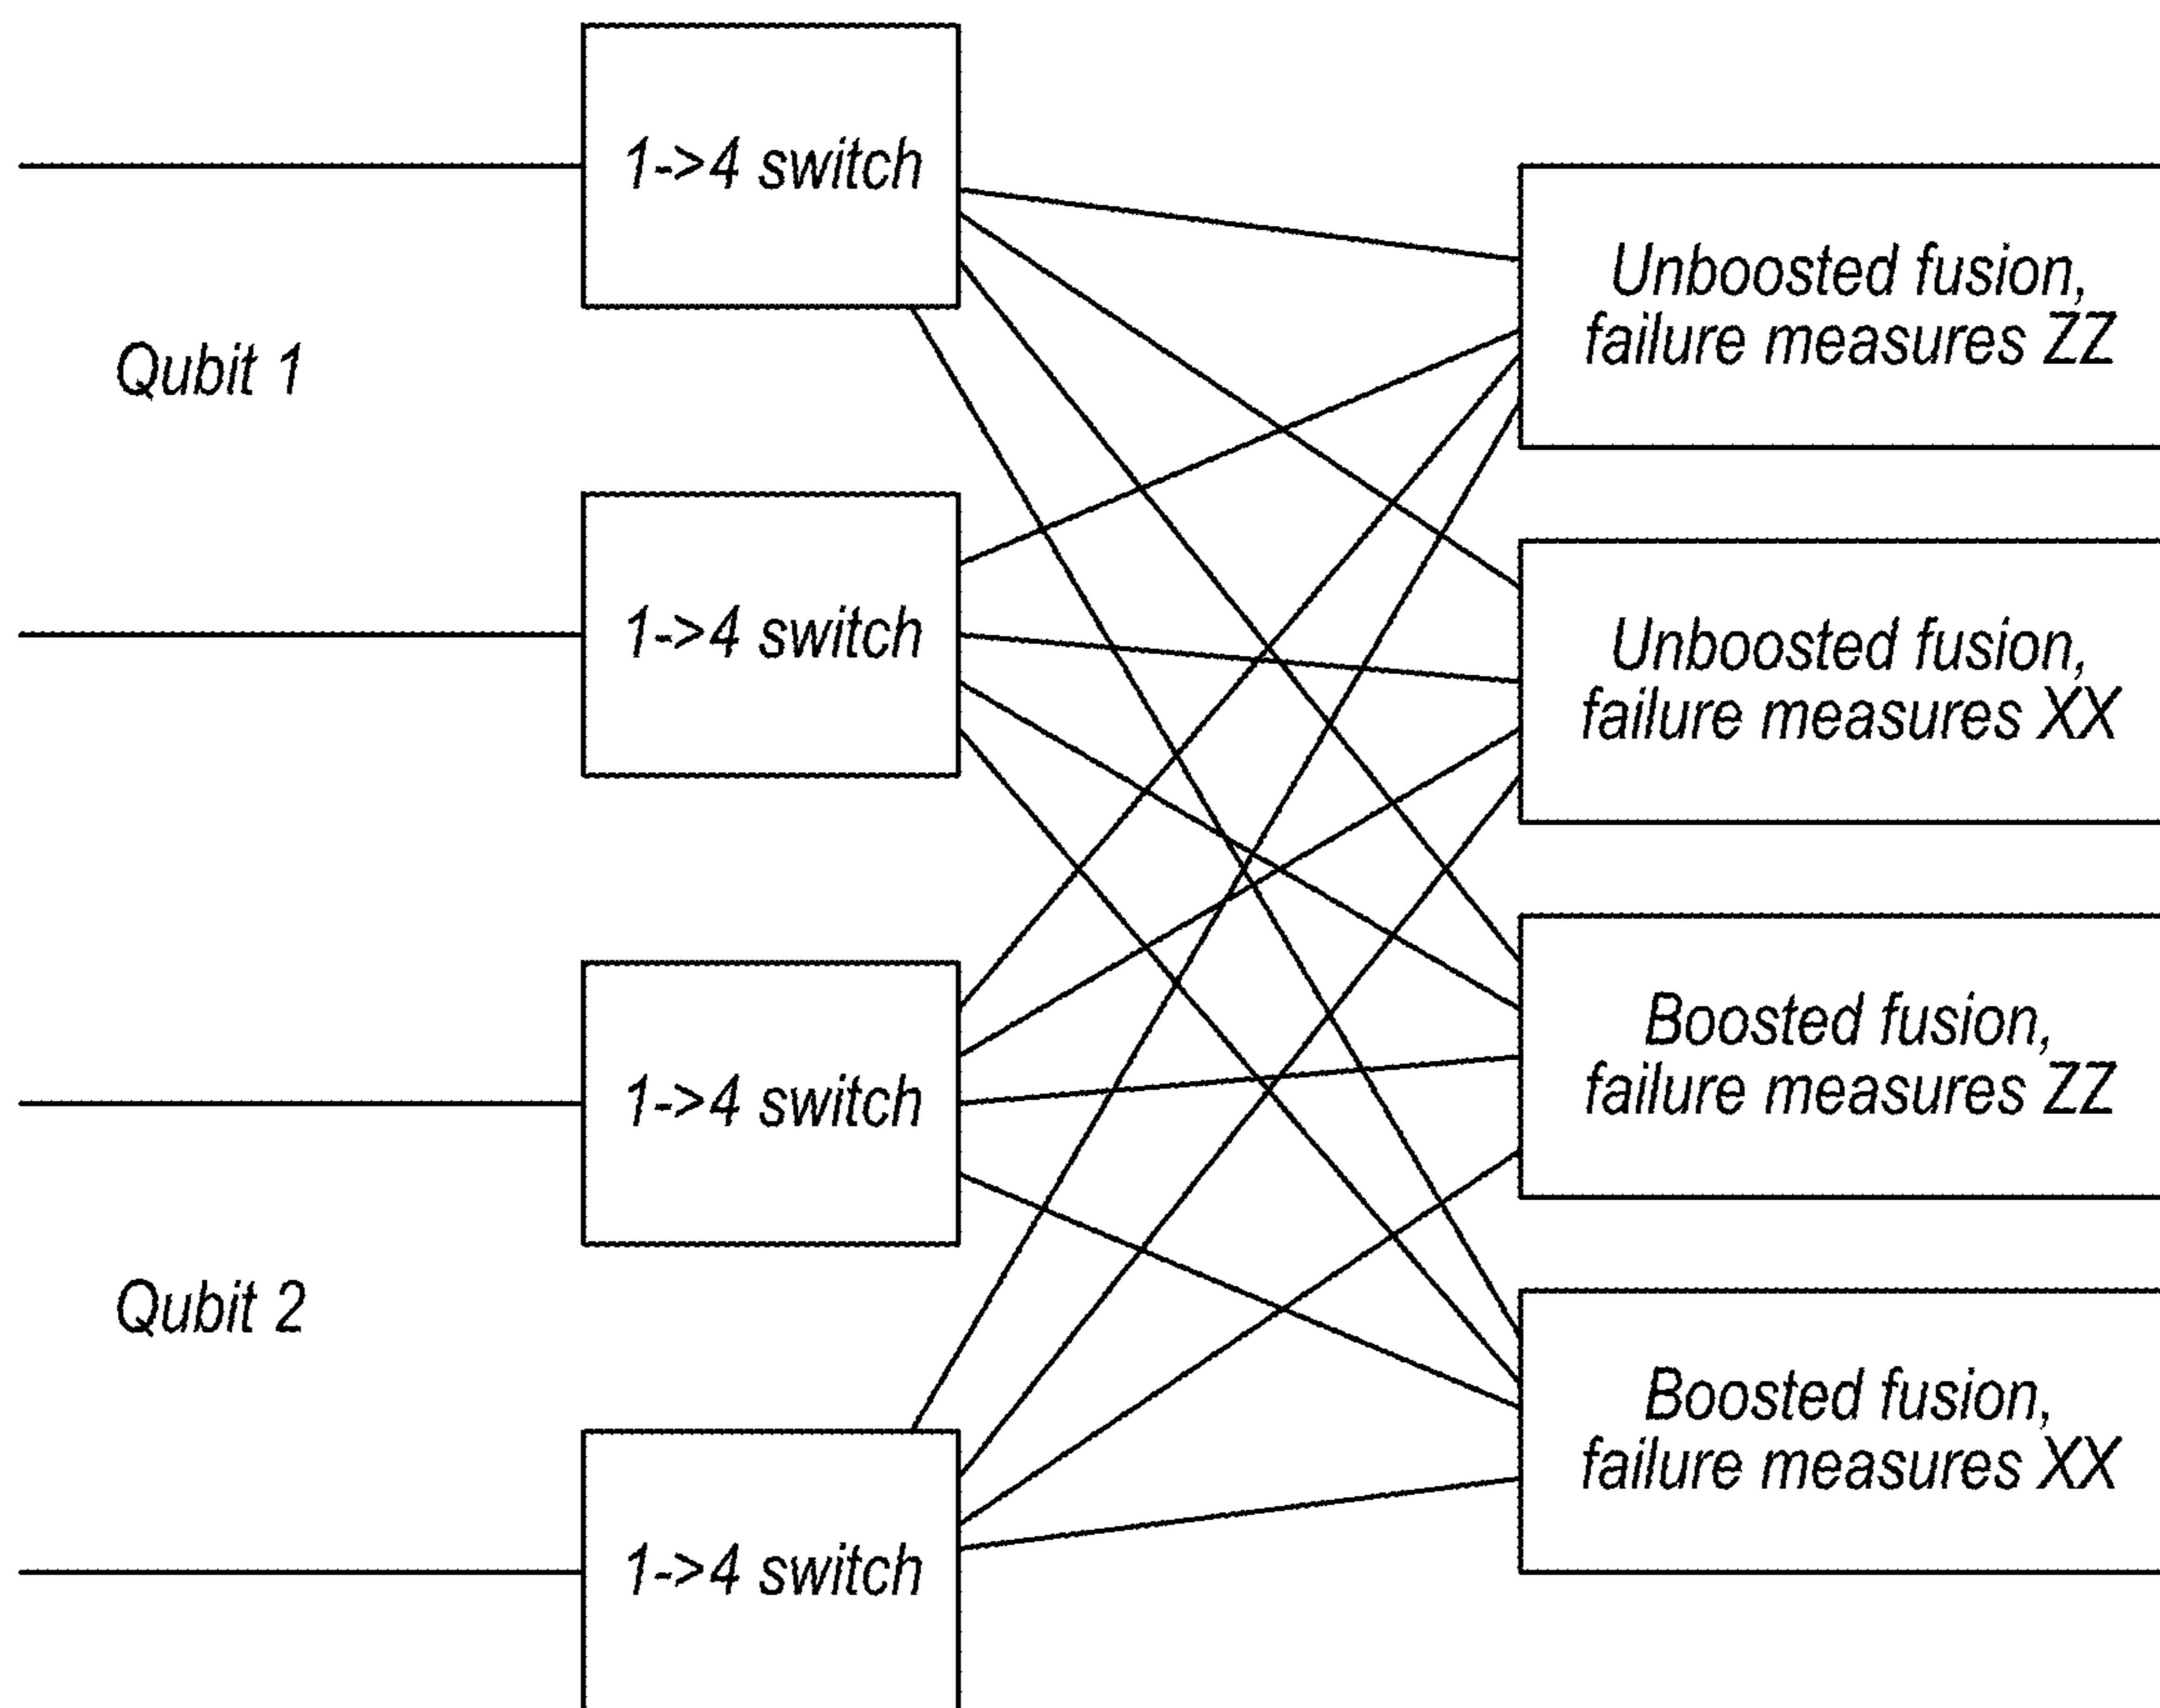 1->4 switch
Unboosted fusion,
failure measures ZZ
Qubit 1
1->4 switch
Unboosted fusion,
failure measures XX
1->4 switch
Boosted fusion,
failure measures ZZ
Qubit 2
Boosted fusion,
failure measures XX
1->4 switch